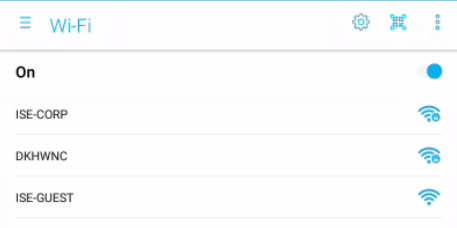 Wi-Fi
On
ISE-CORP
DKHWNC
ISE-GUEST